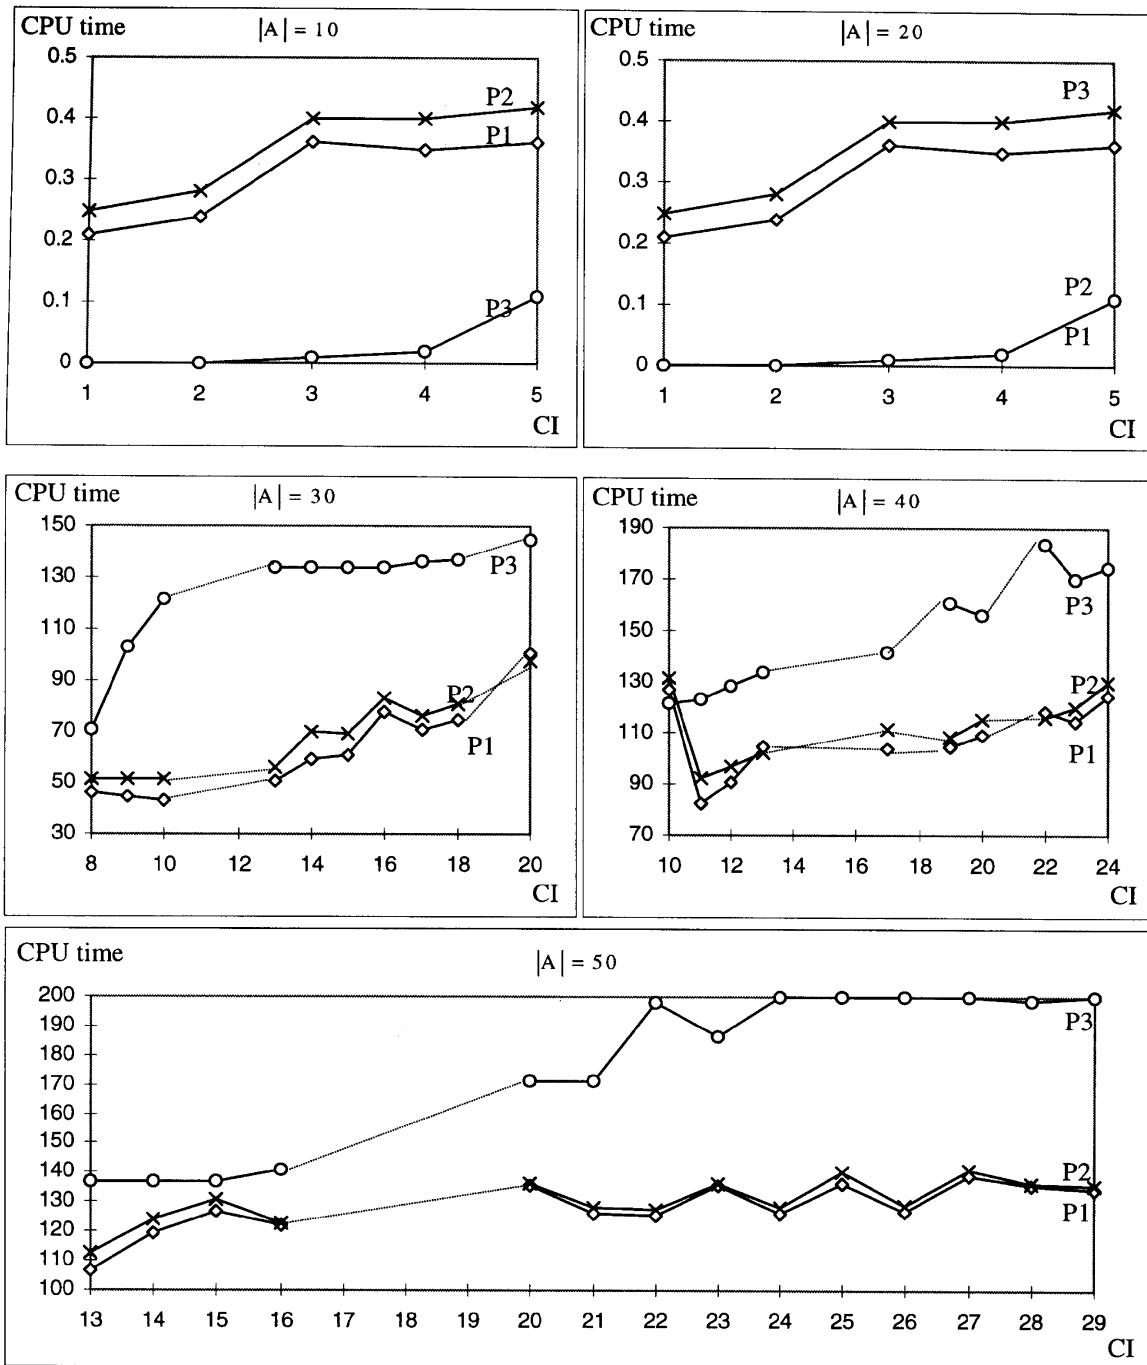 CPU time
|A| = 10
0.5
0.4
0.3
0.2
0.1
0
P2
P1
P3
1 2 3 4 5
CI
CPU time
|A| = 20
0.5
0.4
0.3
0.2
0.1
0
P3
P2
P1
1 2 3 4 5
CI
CPU time
|A| = 30
150
130
110
90
70
50
30
P3
P2
P1
8 10 12 14 16 18 20
CI
CPU time
|A| = 40
190
170
150
130
110
90
70
P3
P2
P1
10 12 14 16 18 20 22 24
CI
CPU time
|A| = 50
200
190
180
170
160
150
140
130
120
110
100
P3
P2
P1
13 14 15 16 17 18 19 20 21 22 23 24 25 26 27 28 29
CI